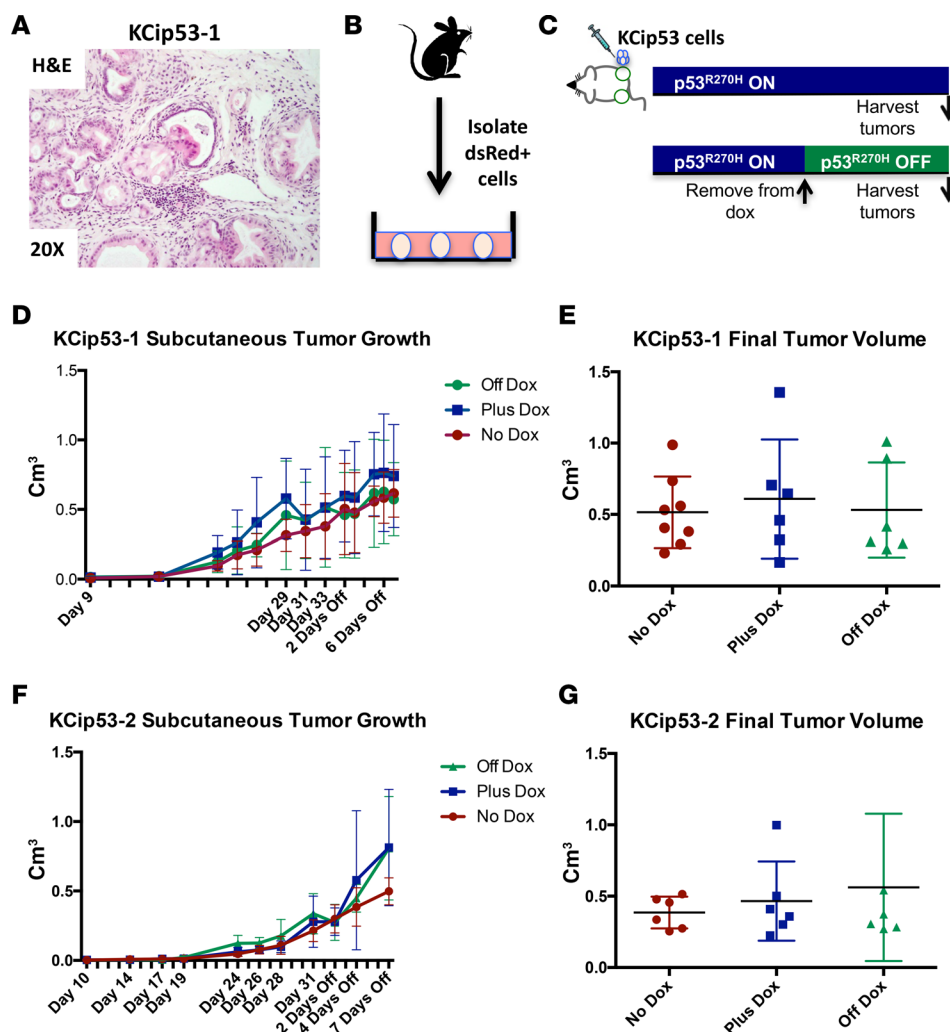 A
KCip53-1
H&E
20X
B
Isolate
dsRed+
cells
C
KCip53 cells
p53R270H ON
Harvest
tumors
p53R270H ON
p53R270H OFF
Remove from
dox
Harvest
tumors
D
KCip53-1 Subcutaneous Tumor Growth
Cm³
1.5
1.0
0.5
0.0
Day 9
Day 29
Day 31
Day 33
2 Days Off
6 Days Off
Off Dox
Plus Dox
No Dox
E
KCip53-1 Final Tumor Volume
Cm³
1.5
1.0
0.5
0.0
No Dox
Plus Dox
Off Dox
F
KCip53-2 Subcutaneous Tumor Growth
Cm³
1.5
1.0
0.5
0.0
Day 10
Day 14
Day 17
Day 19
Day 24
Day 26
Day 28
Day 31
2 Days Off
4 Days Off
7 Days Off
Off Dox
Plus Dox
No Dox
G
KCip53-2 Final Tumor Volume
Cm³
1.5
1.0
0.5
0.0
No Dox
Plus Dox
Off Dox